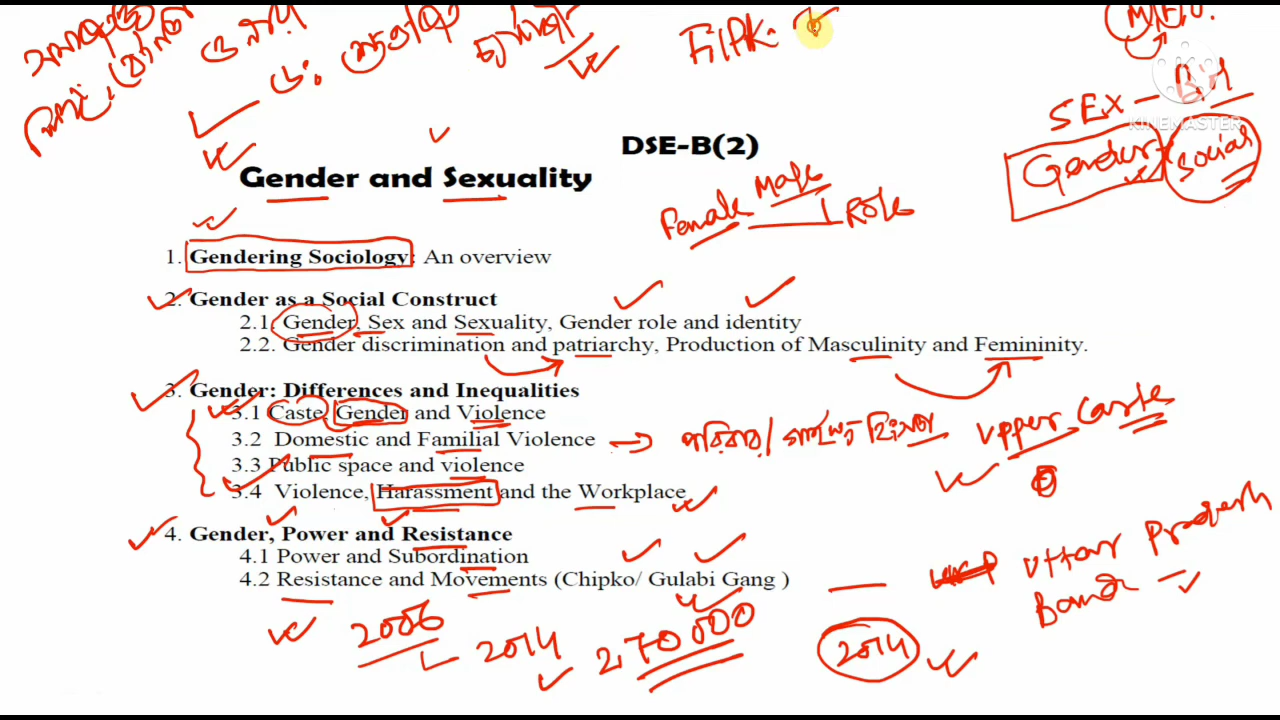 M/F/O.
SEX - 
KINEMASTER
Gender - Social
DSE-B(2)
Gender and Sexuality
Female Male Role
1. Gendering Sociology: An overview
2. Gender as a Social Construct
2.1. Gender, Sex and Sexuality, Gender role and identity
2.2. Gender discrimination and patriarchy, Production of Masculinity and Femininity.
3. Gender: Differences and Inequalities
3.1 Caste, Gender and Violence
3.2 Domestic and Familial Violence → পরিবার/গার্হস্থ্য হিংসতা Upper Caste
3.3 Public space and violence
3.4 Violence, Harassment and the Workplace
4. Gender, Power and Resistance
4.1 Power and Subordination
4.2 Resistance and Movements (Chipko/ Gulabi Gang ) — Uttar Pradesh
Banda
2006 2014 2,70000 2014